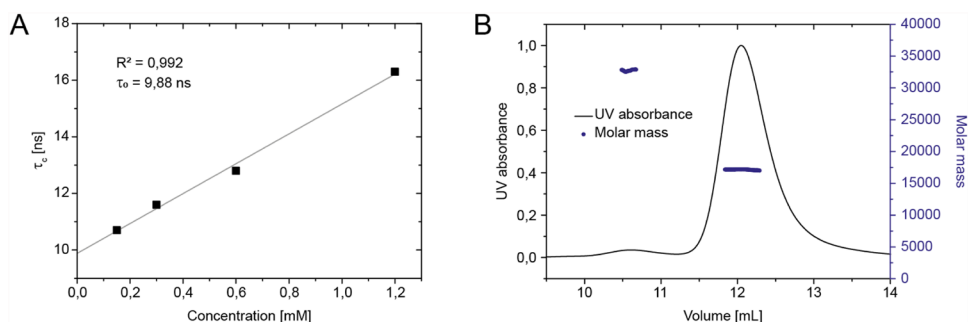 A
R² = 0,992
τ₀ = 9,88 ns
τc [ns]
18
16
14
12
10
0,0
0,2
0,4
0,6
0,8
1,0
1,2
Concentration [mM]
B
UV absorbance
Molar mass
UV absorbance
1,0
0,8
0,6
0,4
0,2
0,0
10
11
12
13
14
Volume [mL]
40000
35000
30000
25000
20000
15000
10000
5000
0
Molar mass